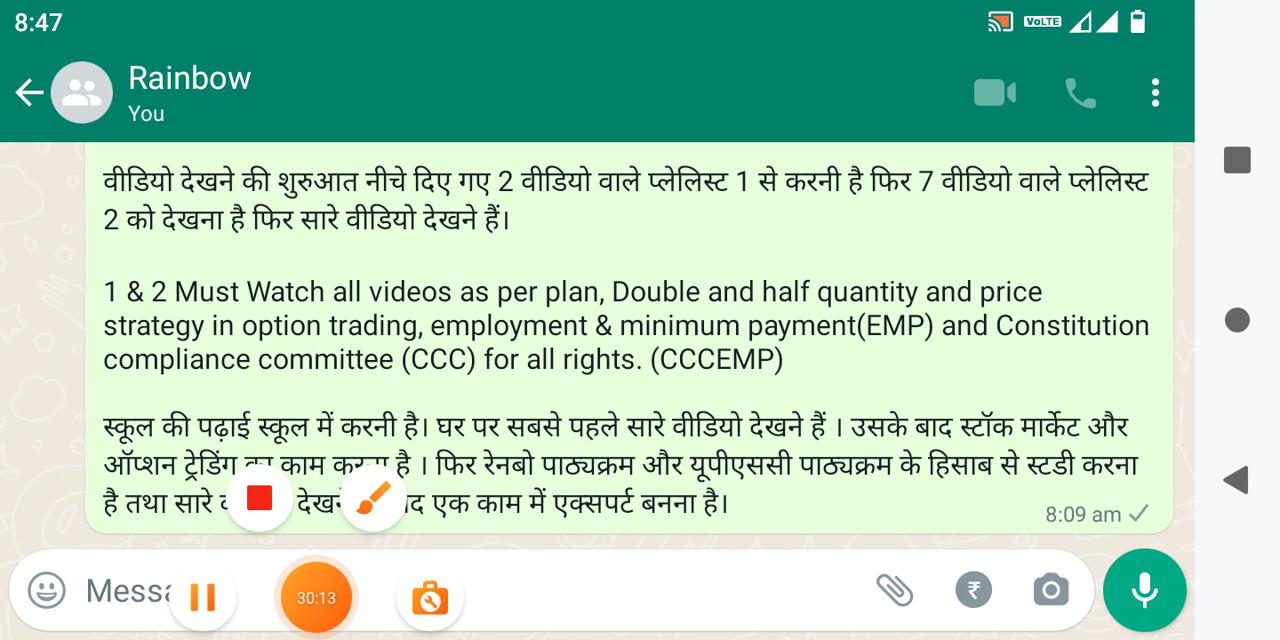 8:47
VoLTE
Rainbow
You
वीडियो देखने की शुरुआत नीचे दिए गए 2 वीडियो वाले प्लेलिस्ट 1 से करनी है फिर 7 वीडियो वाले प्लेलिस्ट
2 को देखना है फिर सारे वीडियो देखने हैं।
1 & 2 Must Watch all videos as per plan, Double and half quantity and price
strategy in option trading, employment & minimum payment(EMP) and Constitution
compliance committee (CCC) for all rights. (CCCEMP)
स्कूल की पढ़ाई स्कूल में करनी है। घर पर सबसे पहले सारे वीडियो देखने हैं । उसके बाद स्टॉक मार्केट और
ऑप्शन ट्रेडिंग का काम करना है । फिर रेनबो पाठ्यक्रम और यूपीएससी पाठ्यक्रम के हिसाब से स्टडी करना
है तथा सारे एक काम में एक्सपर्ट बनना है।
8:09 am
30:13